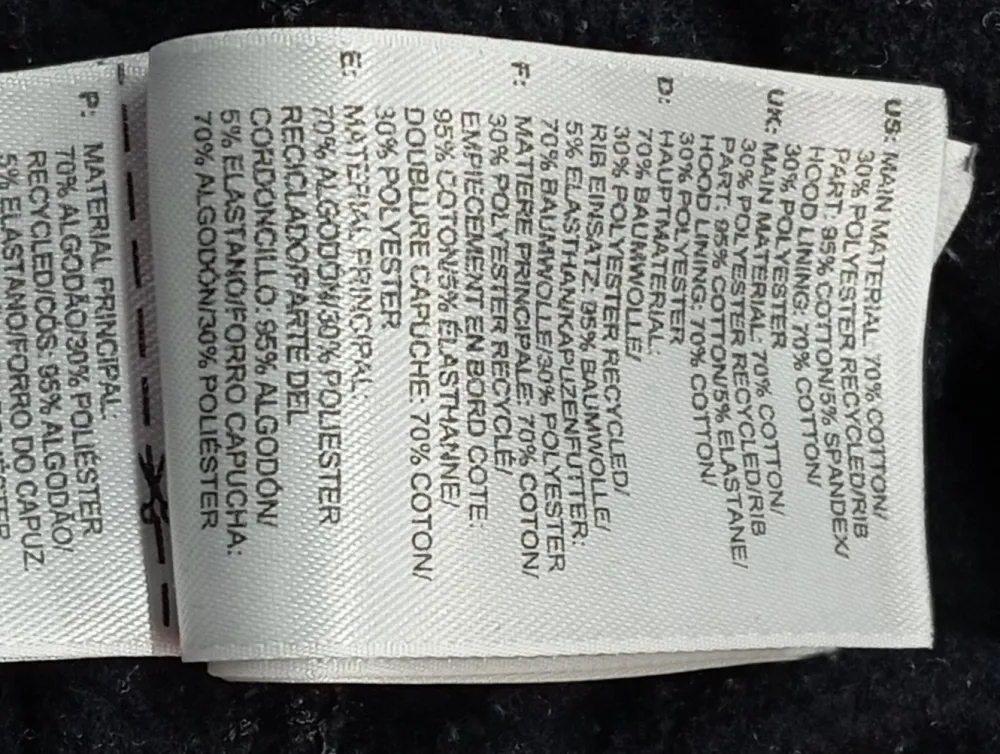 US: MAIN MATERIAL: 70% COTTON/
30% POLYESTER RECYCLED/RIB
PART: 95% COTTON/5% SPANDEX/
HOOD LINING: 70% COTTON/
30% POLYESTER
UK: MAIN MATERIAL: 70% COTTON/
30% POLYESTER RECYCLED/RIB
PART: 95% COTTON/5% ELASTANE/
HOOD LINING: 70% COTTON/
30% POLYESTER
D: HAUPTMATERIAL:
70% BAUMWOLLE/
30% POLYESTER RECYCLED/
RIB EINSATZ: 95% BAUMWOLLE/
5% ELASTHAN/KAPUZENFUTTER:
70% BAUMWOLLE/30% POLYESTER
F: MATIERE PRINCIPALE: 70% COTON/
30% POLYESTER RECYCLÉ/
EMPIECEMENT EN BORD COTE:
95% COTON/5% ÉLASTHANNE/
DOUBLURE CAPUCHE: 70% COTON/
30% POLYESTER
E: MATERIAL PRINCIPAL:
70% ALGODÓN/30% POLIESTER
RECICLADO/PARTE DEL
CORDONCILLO: 95% ALGODÓN/
5% ELASTANO/FORRO CAPUCHA:
70% ALGODÓN/30% POLIÉSTER
P: MATERIAL PRINCIPAL:
70% ALGODÃO/30% POLIÉSTER
RECYCLED/CÓS: 95% ALGODÃO/
5% ELASTANO/FORRO DO CAPUZ: